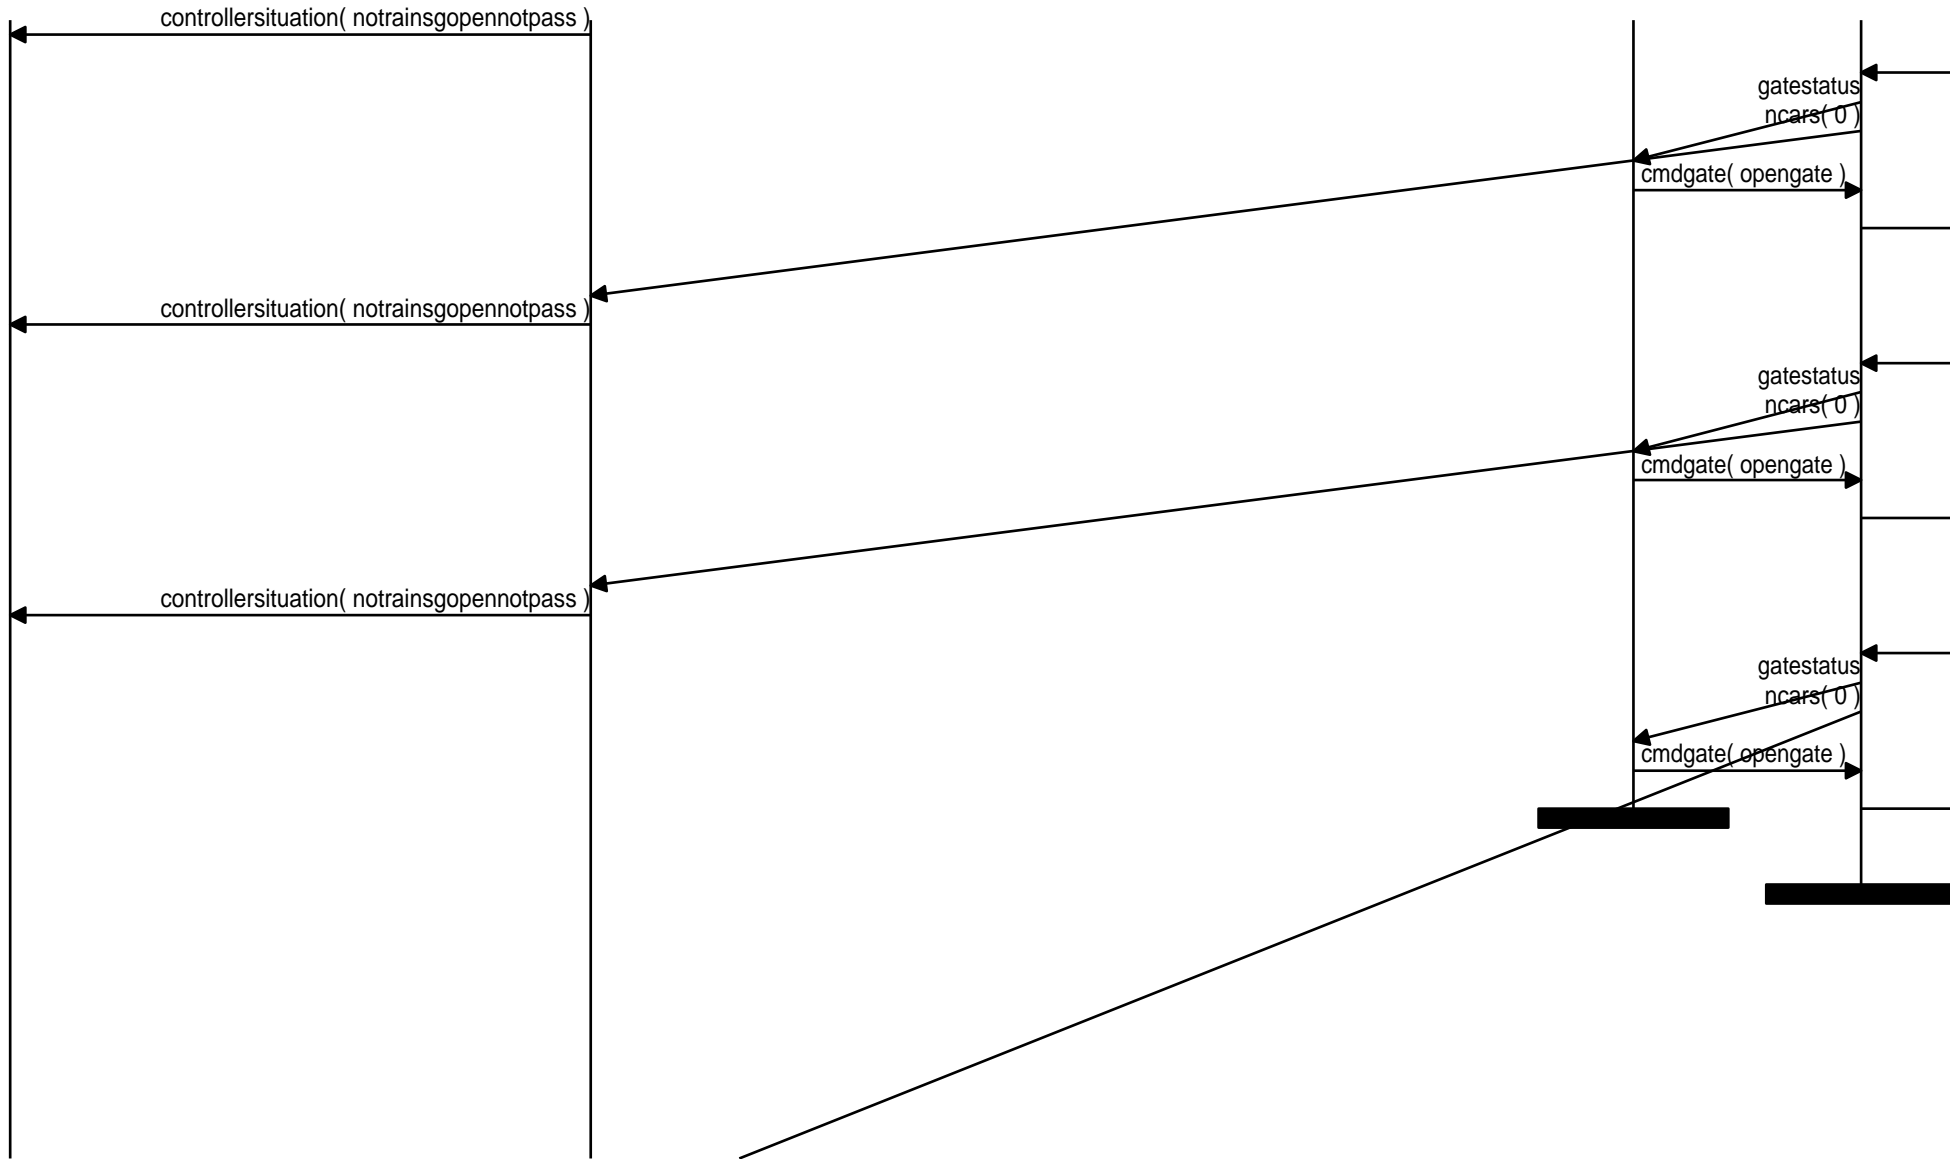 controllersituation( notrainsgopennotpass )
gatestatus
ncars( 0 )
cmdgate( opengate )
controllersituation( notrainsgopennotpass )
gatestatus
ncars( 0 )
cmdgate( opengate )
controllersituation( notrainsgopennotpass )
gatestatus
ncars( 0 )
cmdgate( opengate )